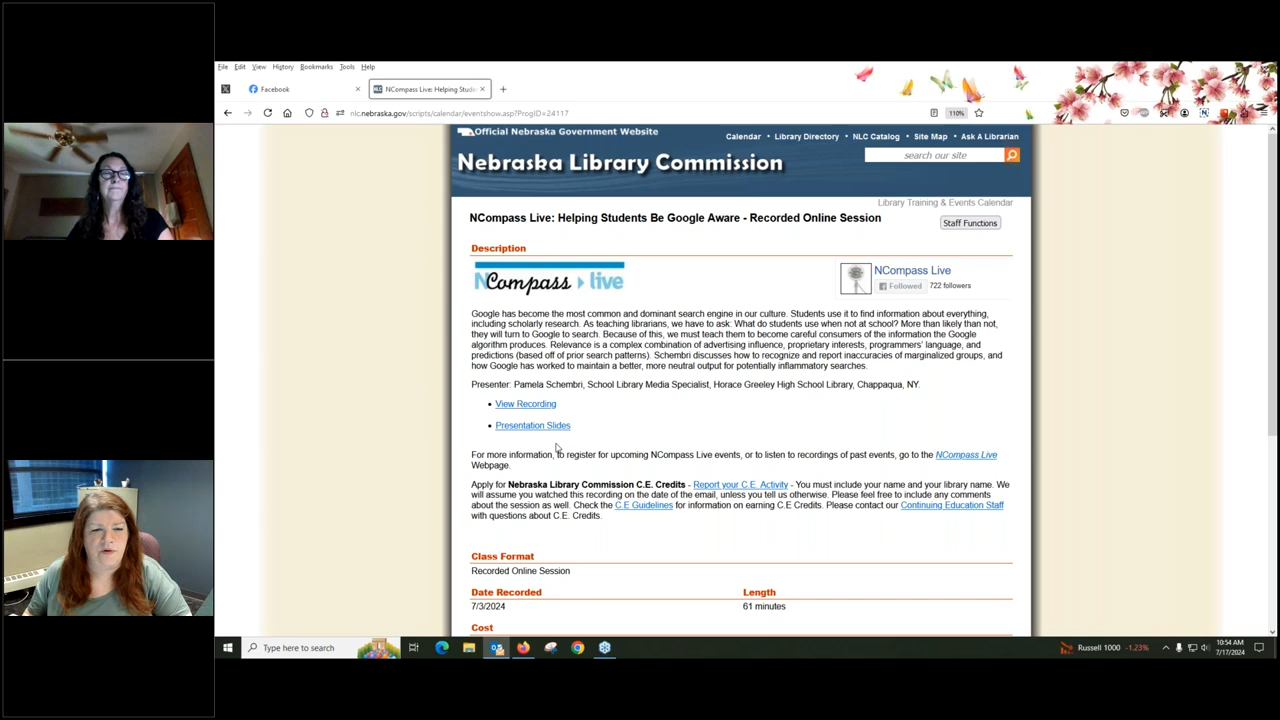 File Edit View History Bookmarks Tools Help
Facebook
NCompass Live: Helping Stude
nlc.nebraska.gov/scripts/calendar/eventshow.asp?ProgID=24117
110%
Official Nebraska Government Website
Calendar • Library Directory • NLC Catalog • Site Map • Ask A Librarian
Nebraska Library Commission
search our site
Library Training & Events Calendar
NCompass Live: Helping Students Be Google Aware - Recorded Online Session
Staff Functions
Description
NCompass live
NCompass Live
Followed 722 followers
Google has become the most common and dominant search engine in our culture. Students use it to find information about everything,
including scholarly research. As teaching librarians, we have to ask: What do students use when not at school? More than likely than not,
they will turn to Google to search. Because of this, we must teach them to become careful consumers of the information the Google
algorithm produces. Relevance is a complex combination of advertising influence, proprietary interests, programmers' language, and
predictions (based off of prior search patterns). Schembri discusses how to recognize and report inaccuracies of marginalized groups, and
how Google has worked to maintain a better, more neutral output for potentially inflammatory searches.
Presenter: Pamela Schembri, School Library Media Specialist, Horace Greeley High School Library, Chappaqua, NY.
• View Recording
• Presentation Slides
For more information, to register for upcoming NCompass Live events, or to listen to recordings of past events, go to the NCompass Live
Webpage.
Apply for Nebraska Library Commission C.E. Credits - Report your C.E. Activity - You must include your name and your library name. We
will assume you watched this recording on the date of the email, unless you tell us otherwise. Please feel free to include any comments
about the session as well. Check the C.E Guidelines for information on earning C.E Credits. Please contact our Continuing Education Staff
with questions about C.E. Credits.
Class Format
Recorded Online Session
Date Recorded Length
7/3/2024 61 minutes
Cost
Type here to search
Russell 1000 -1.23%
10:54 AM
7/17/2024